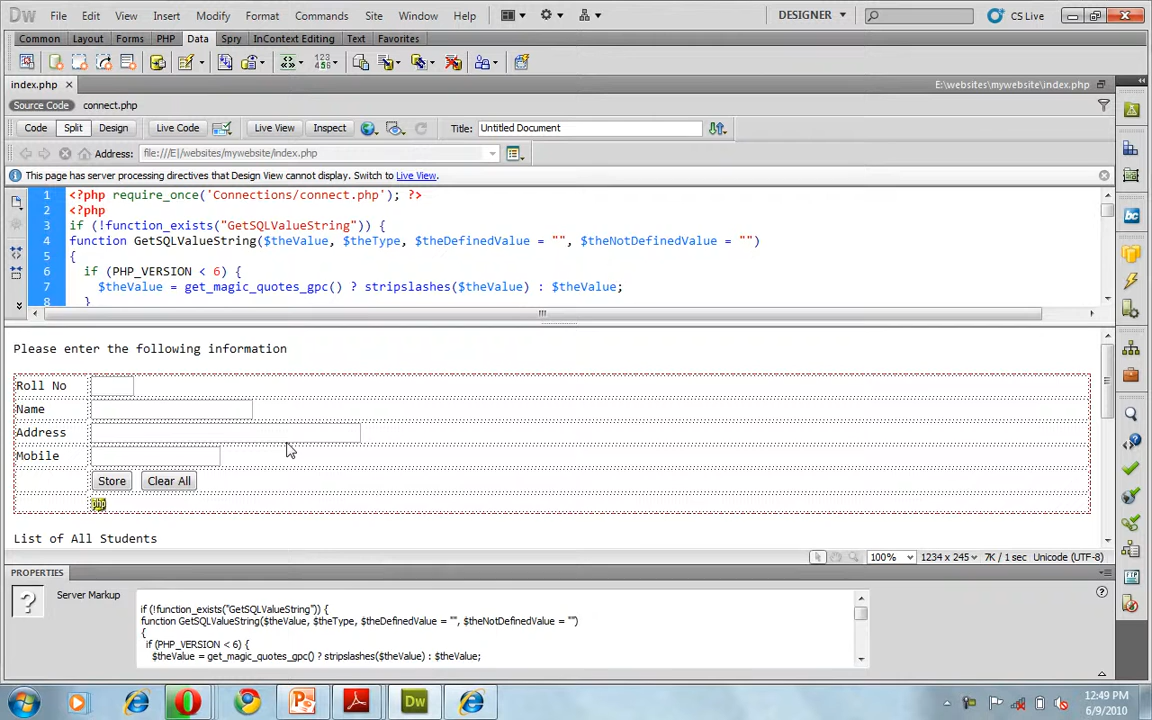 Dw File Edit View Insert Modify Format Commands Site Window Help DESIGNER CS Live
Common Layout Forms PHP Data Spry InContext Editing Text Favorites
index.php E:\websites\mywebsite\index.php
Source Code connect.php
Code Split Design Live Code Live View Inspect Title: Untitled Document
Address: file:///E|/websites/mywebsite/index.php
This page has server processing directives that Design View cannot display. Switch to Live View.
1 <?php require_once('Connections/connect.php'); ?>
2 <?php
3 if (!function_exists("GetSQLValueString")) {
4 function GetSQLValueString($theValue, $theType, $theDefinedValue = "", $theNotDefinedValue = "")
5 {
6 if (PHP_VERSION < 6) {
7 $theValue = get_magic_quotes_gpc() ? stripslashes($theValue) : $theValue;
8 }
Please enter the following information
Roll No
Name
Address
Mobile
Store Clear All
php
List of All Students
100% 1234 x 245 7K / 1 sec Unicode (UTF-8)
PROPERTIES
Server Markup
if (!function_exists("GetSQLValueString")) {
function GetSQLValueString($theValue, $theType, $theDefinedValue = "", $theNotDefinedValue = "")
{
if (PHP_VERSION < 6) {
$theValue = get_magic_quotes_gpc() ? stripslashes($theValue) : $theValue;
12:49 PM
6/9/2010